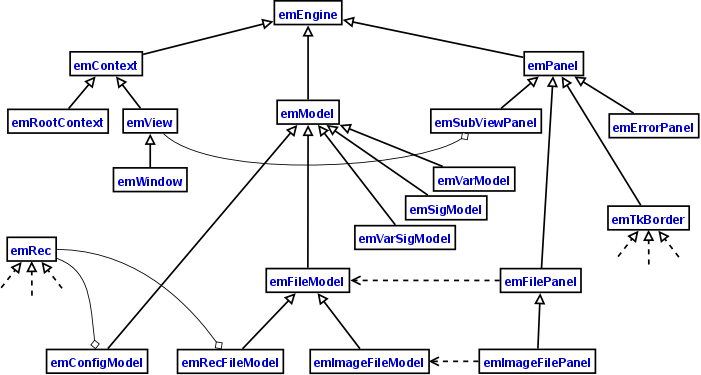 emEngine
emContext
emPanel
emRootContext
emView
emModel
emSubViewPanel
emErrorPanel
emWindow
emVarModel
emSigModel
emTkBorder
emVarSigModel
emRec
emFileModel
emFilePanel
emConfigModel
emRecFileModel
emImageFileModel
emImageFilePanel